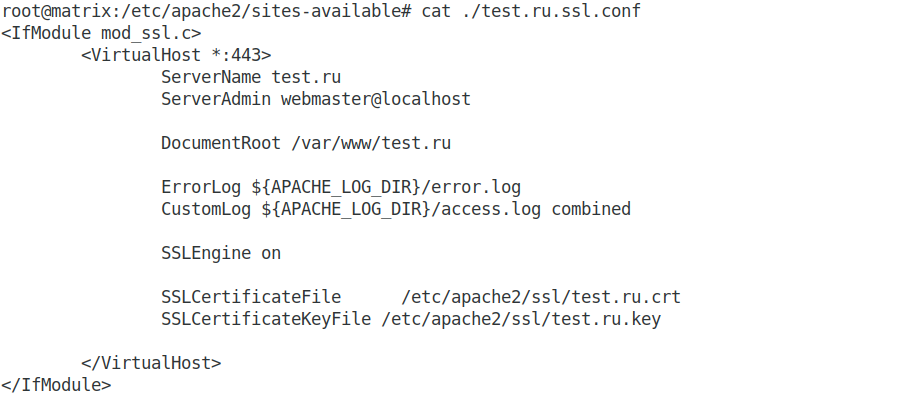 root@matrix:/etc/apache2/sites-available# cat ./test.ru.ssl.conf
<IfModule mod_ssl.c>
        <VirtualHost *:443>
                ServerName test.ru
                ServerAdmin webmaster@localhost

                DocumentRoot /var/www/test.ru

                ErrorLog ${APACHE_LOG_DIR}/error.log
                CustomLog ${APACHE_LOG_DIR}/access.log combined

                SSLEngine on

                SSLCertificateFile      /etc/apache2/ssl/test.ru.crt
                SSLCertificateKeyFile /etc/apache2/ssl/test.ru.key

        </VirtualHost>
</IfModule>